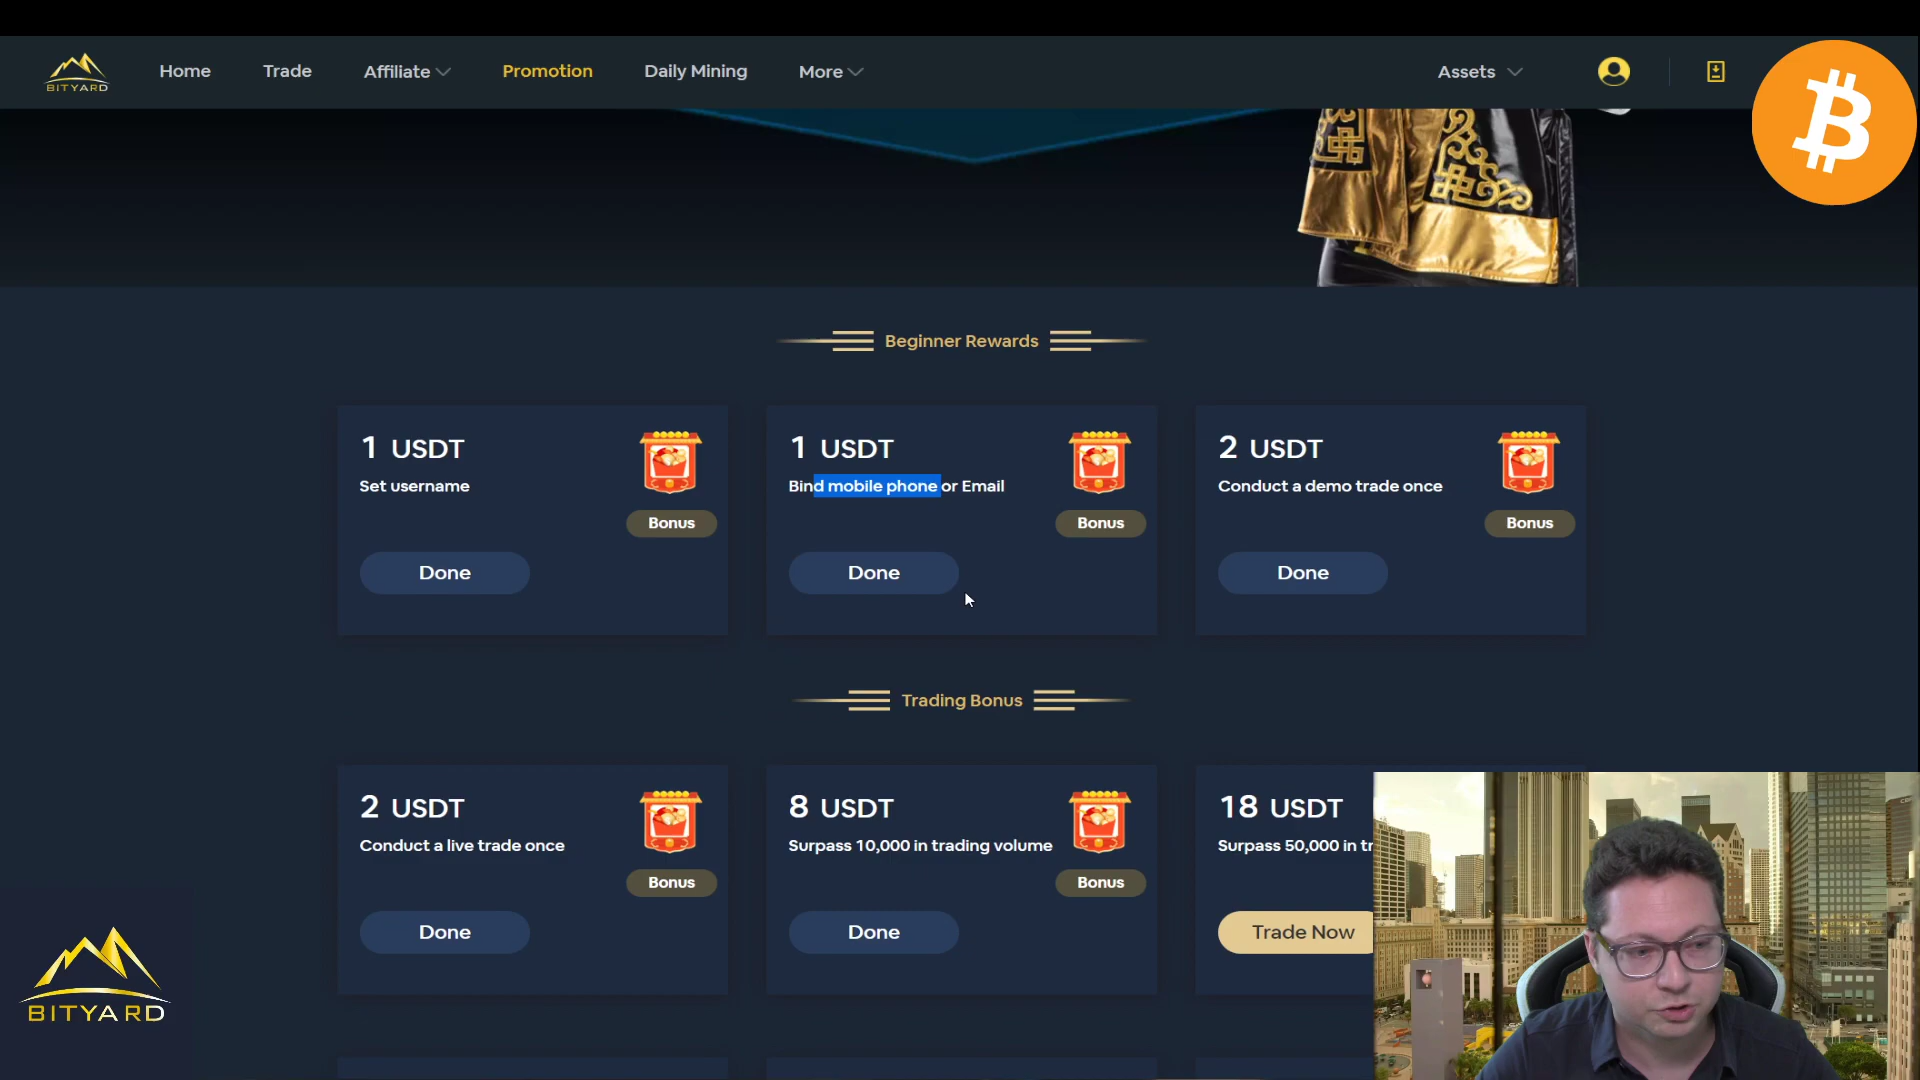 BITYARD
Home
Trade
Affiliate
Promotion
Daily Mining
More
Assets
Beginner Rewards
1 USDT
Set username
Bonus
Done
1 USDT
Bind mobile phone or Email
Bonus
Done
2 USDT
Conduct a demo trade once
Bonus
Done
Trading Bonus
2 USDT
Conduct a live trade once
Bonus
Done
8 USDT
Surpass 10,000 in trading volume
Bonus
Done
18 USDT
Surpass 50,000 in
Trade Now
BITYARD